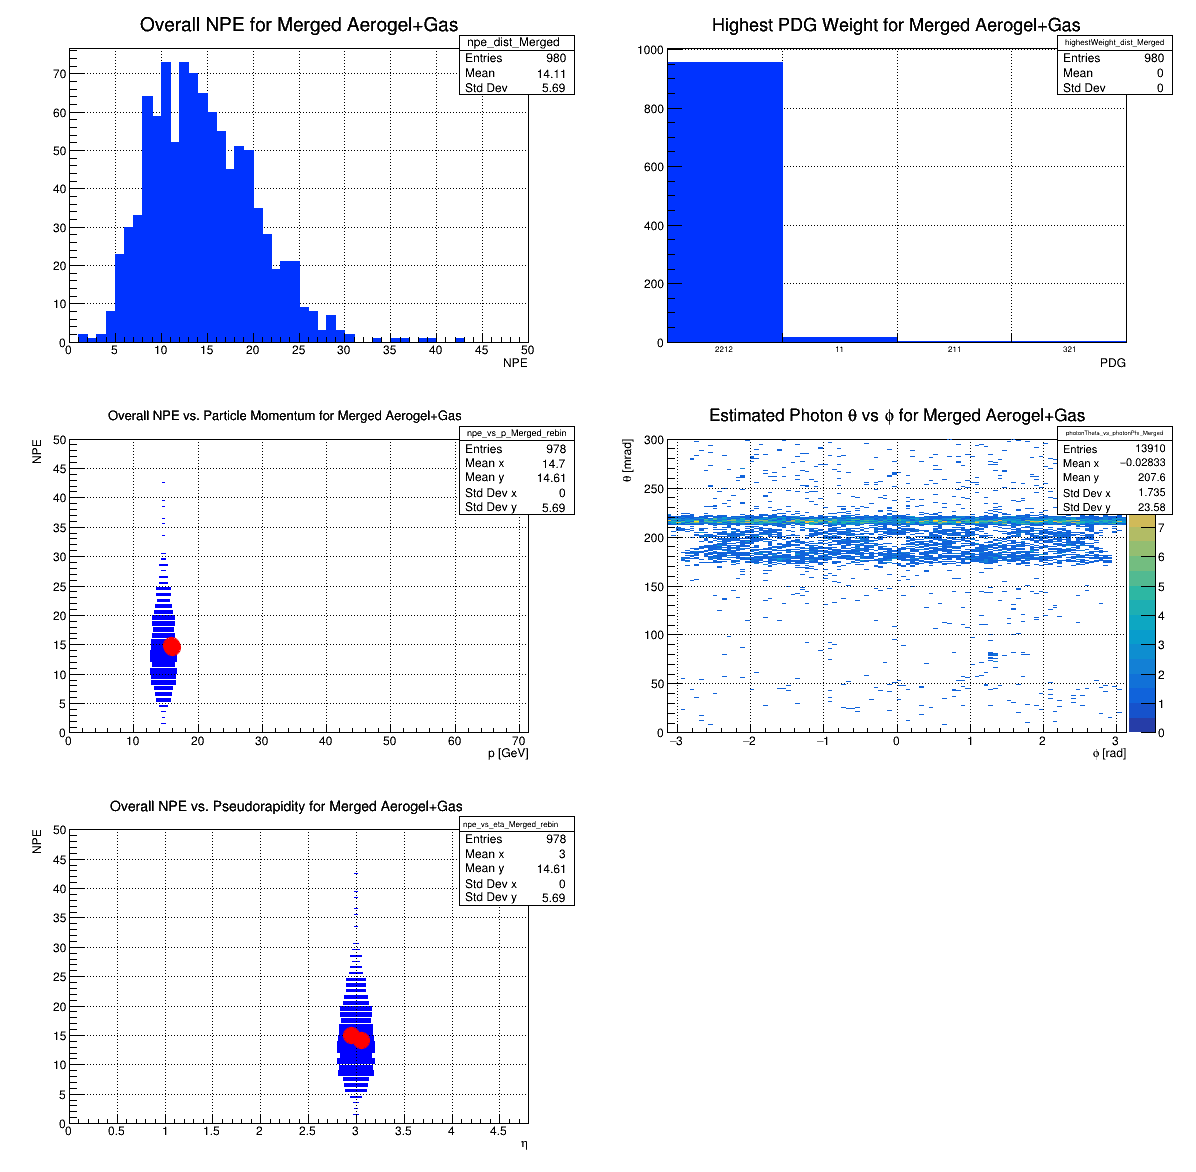 Overall NPE for Merged Aerogel+Gas
npe_dist_Merged
Entries 980
Mean 14.11
Std Dev 5.69
70
60
50
40
30
20
10
0
0 5 10 15 20 25 30 35 40 45 50
NPE
Highest PDG Weight for Merged Aerogel+Gas
highestWeight_dist_Merged
Entries 980
Mean 0
Std Dev 0
1000
800
600
400
200
0
2212 11 211 321
PDG
Overall NPE vs. Particle Momentum for Merged Aerogel+Gas
npe_vs_p_Merged_rebin
Entries 978
Mean x 14.7
Mean y 14.61
Std Dev x 0
Std Dev y 5.69
NPE
50
45
40
35
30
25
20
15
10
5
0
0 10 20 30 40 50 60 70
p [GeV]
Estimated Photon θ vs ϕ for Merged Aerogel+Gas
photonTheta_vs_photonPhi_Merged
Entries 13910
Mean x −0.02833
Mean y 207.6
Std Dev x 1.735
Std Dev y 23.58
θ [mrad]
300
250
200
150
100
50
0
−3 −2 −1 0 1 2 3
ϕ [rad]
7
6
5
4
3
2
1
0
Overall NPE vs. Pseudorapidity for Merged Aerogel+Gas
npe_vs_eta_Merged_rebin
Entries 978
Mean x 3
Mean y 14.61
Std Dev x 0
Std Dev y 5.69
NPE
50
45
40
35
30
25
20
15
10
5
0
0 0.5 1 1.5 2 2.5 3 3.5 4 4.5
η